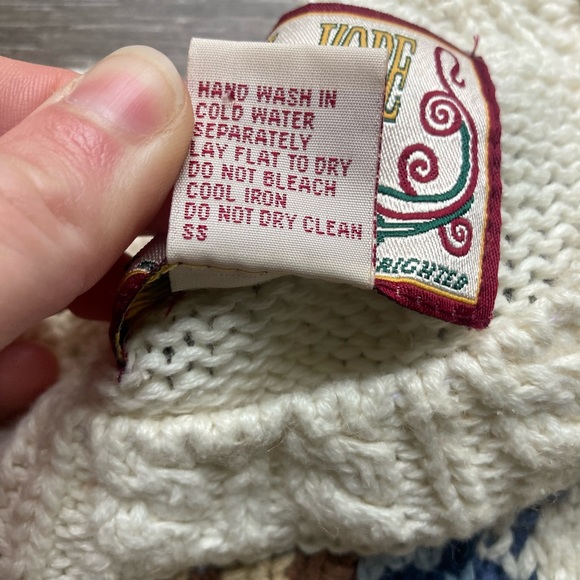 HAND WASH IN
COLD WATER
SEPARATELY
LAY FLAT TO DRY
DO NOT BLEACH
COOL IRON
DO NOT DRY CLEAN
SS